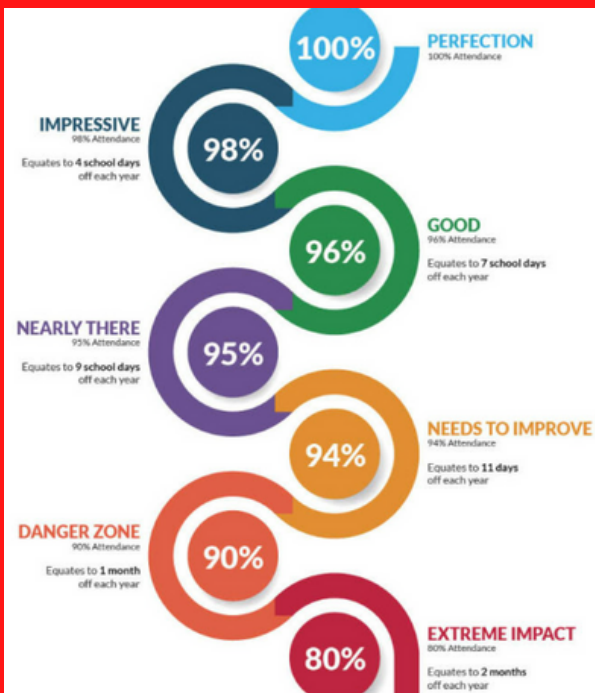 100%
PERFECTION
100% Attendance
IMPRESSIVE
98% Attendance
Equates to 4 school days
off each year
98%
96%
GOOD
96% Attendance
Equates to 7 school days
off each year
NEARLY THERE
95% Attendance
Equates to 9 school days
off each year
95%
94%
NEEDS TO IMPROVE
94% Attendance
Equates to 11 days
off each year
DANGER ZONE
90% Attendance
Equates to 1 month
off each year
90%
80%
EXTREME IMPACT
80% Attendance
Equates to 2 months
off each year